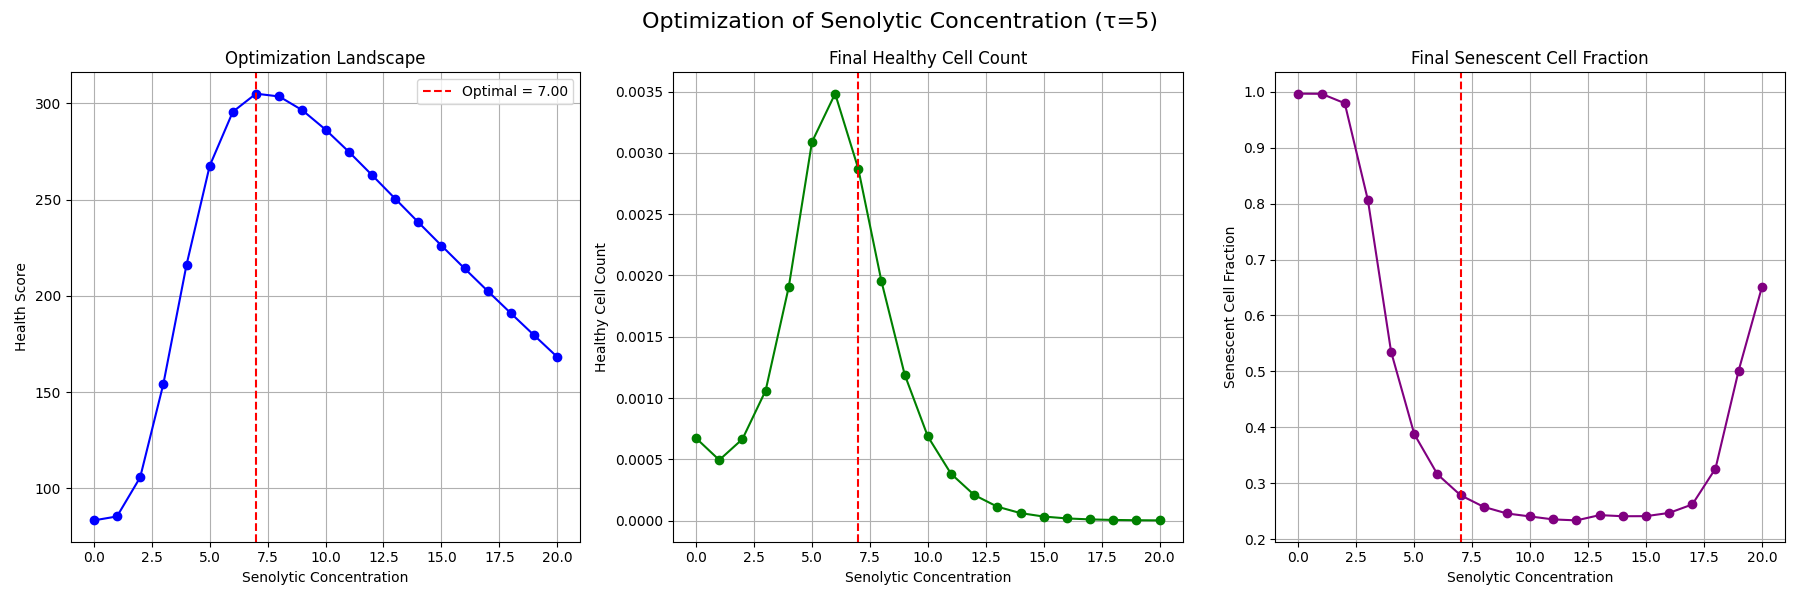 Optimization of Senolytic Concentration (τ=5)
Optimization Landscape
Health Score
300
250
200
150
100
Optimal = 7.00
0.0 2.5 5.0 7.5 10.0 12.5 15.0 17.5 20.0
Senolytic Concentration
Final Healthy Cell Count
Healthy Cell Count
0.0035
0.0030
0.0025
0.0020
0.0015
0.0010
0.0005
0.0000
0.0 2.5 5.0 7.5 10.0 12.5 15.0 17.5 20.0
Senolytic Concentration
Final Senescent Cell Fraction
Senescent Cell Fraction
1.0
0.9
0.8
0.7
0.6
0.5
0.4
0.3
0.2
0.0 2.5 5.0 7.5 10.0 12.5 15.0 17.5 20.0
Senolytic Concentration